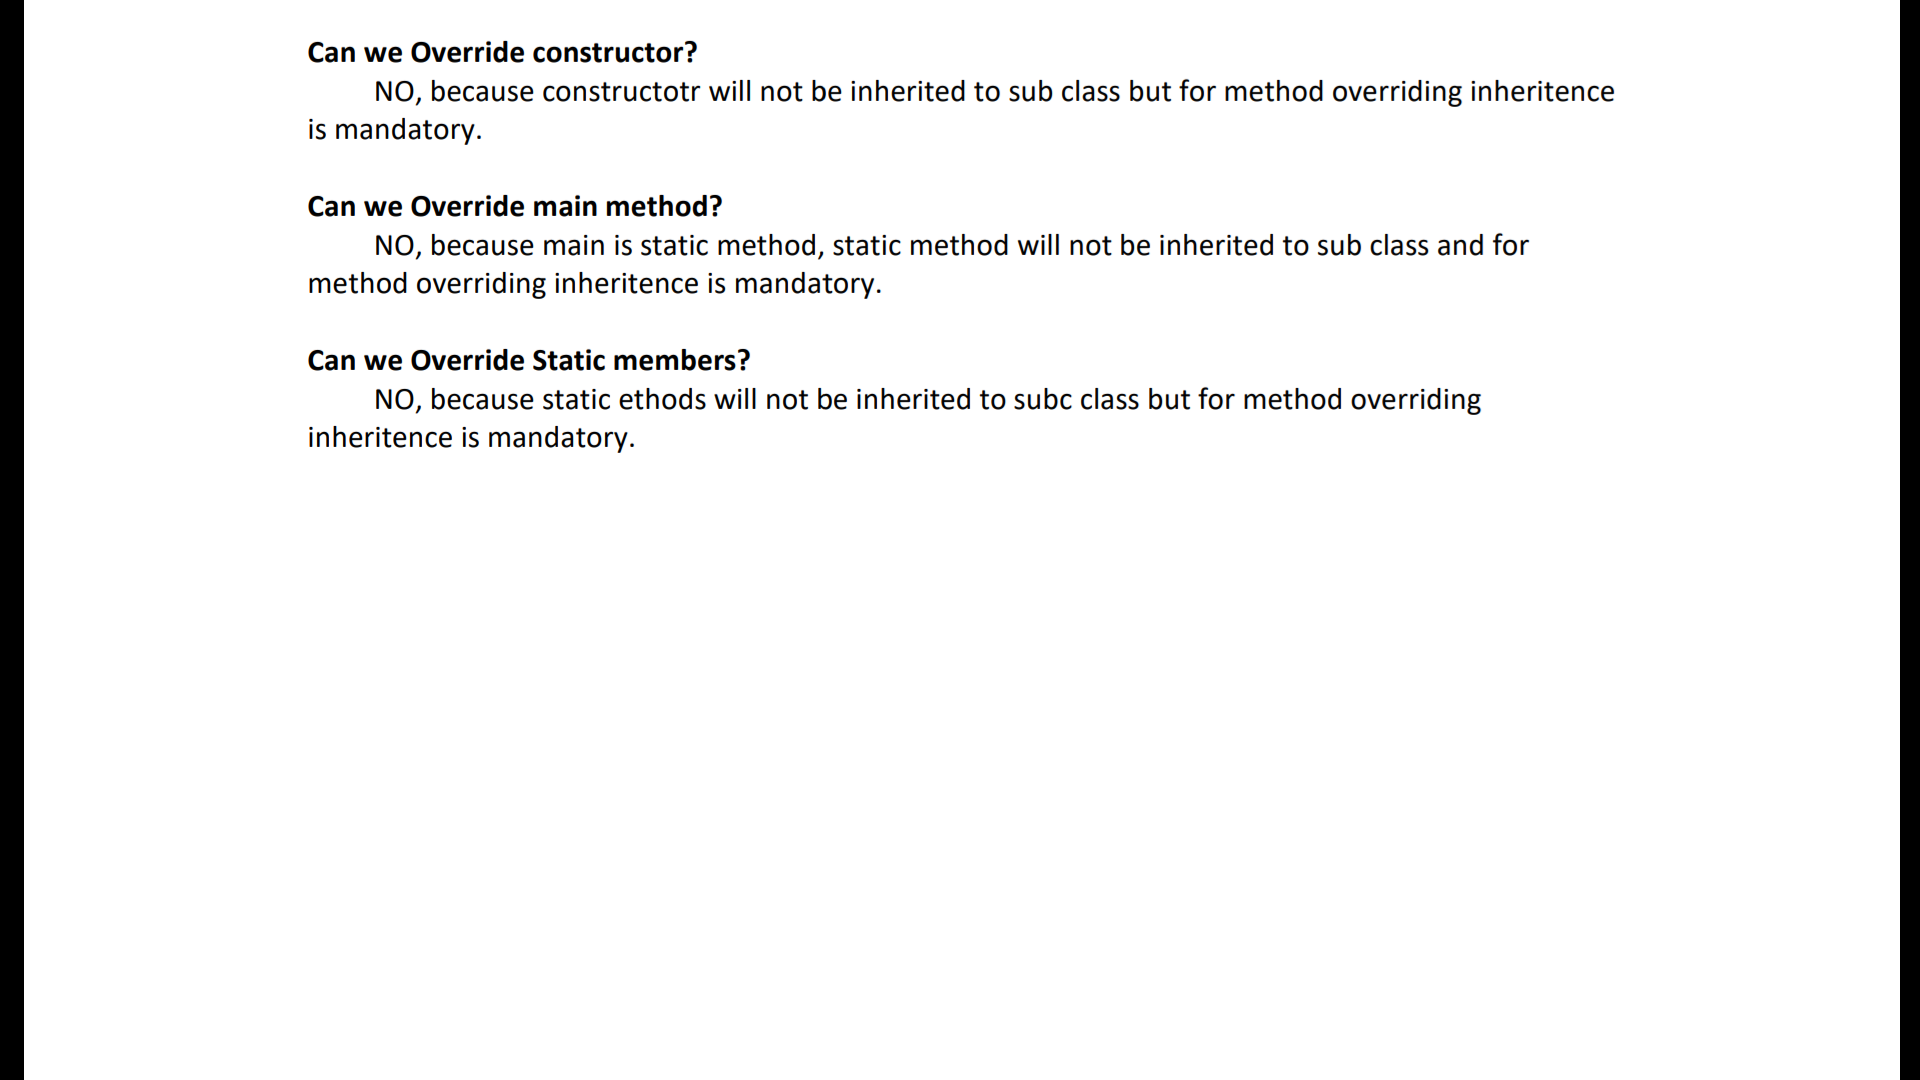 Can we Override constructor?
NO, because constructotr will not be inherited to sub class but for method overriding inheritence
is mandatory.
Can we Override main method?
NO, because main is static method, static method will not be inherited to sub class and for
method overriding inheritence is mandatory.
Can we Override Static members?
NO, because static ethods will not be inherited to subc class but for method overriding
inheritence is mandatory.